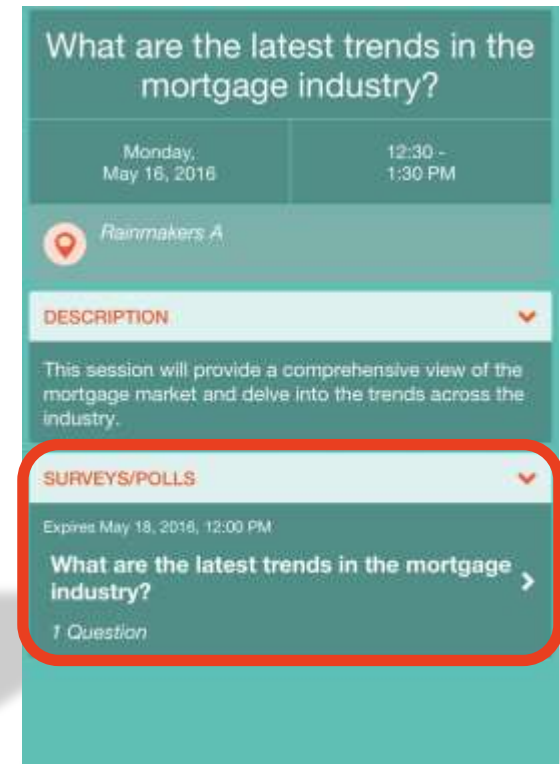 What are the latest trends in the
mortgage industry?
Monday,
May 16, 2016
12:30 -
1:30 PM
Rainmakers A
DESCRIPTION
This session will provide a comprehensive view of the
mortgage market and delve into the trends across the
industry.
SURVEYS/POLLS
Expires May 18, 2016, 12:00 PM
What are the latest trends in the mortgage
industry?
1 Question